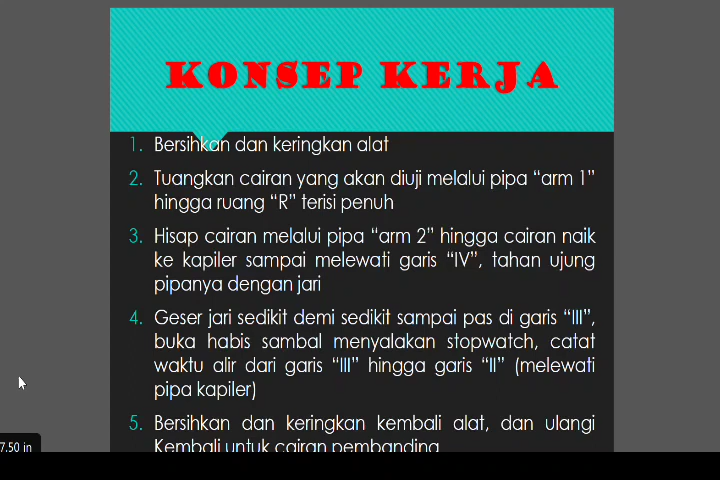 KONSEP KERJA
1. Bersihkan dan keringkan alat
2. Tuangkan cairan yang akan diuji melalui pipa “arm 1”
hingga ruang “R” terisi penuh
3. Hisap cairan melalui pipa “arm 2” hingga cairan naik
ke kapiler sampai melewati garis “IV”, tahan ujung
pipanya dengan jari
4. Geser jari sedikit demi sedikit sampai pas di garis “III”,
buka habis sambal menyalakan stopwatch, catat
waktu alir dari garis “III” hingga garis “II” (melewati
pipa kapiler)
5. Bersihkan dan keringkan kembali alat, dan ulangi
Kembali untuk cairan pembanding
7.50 in